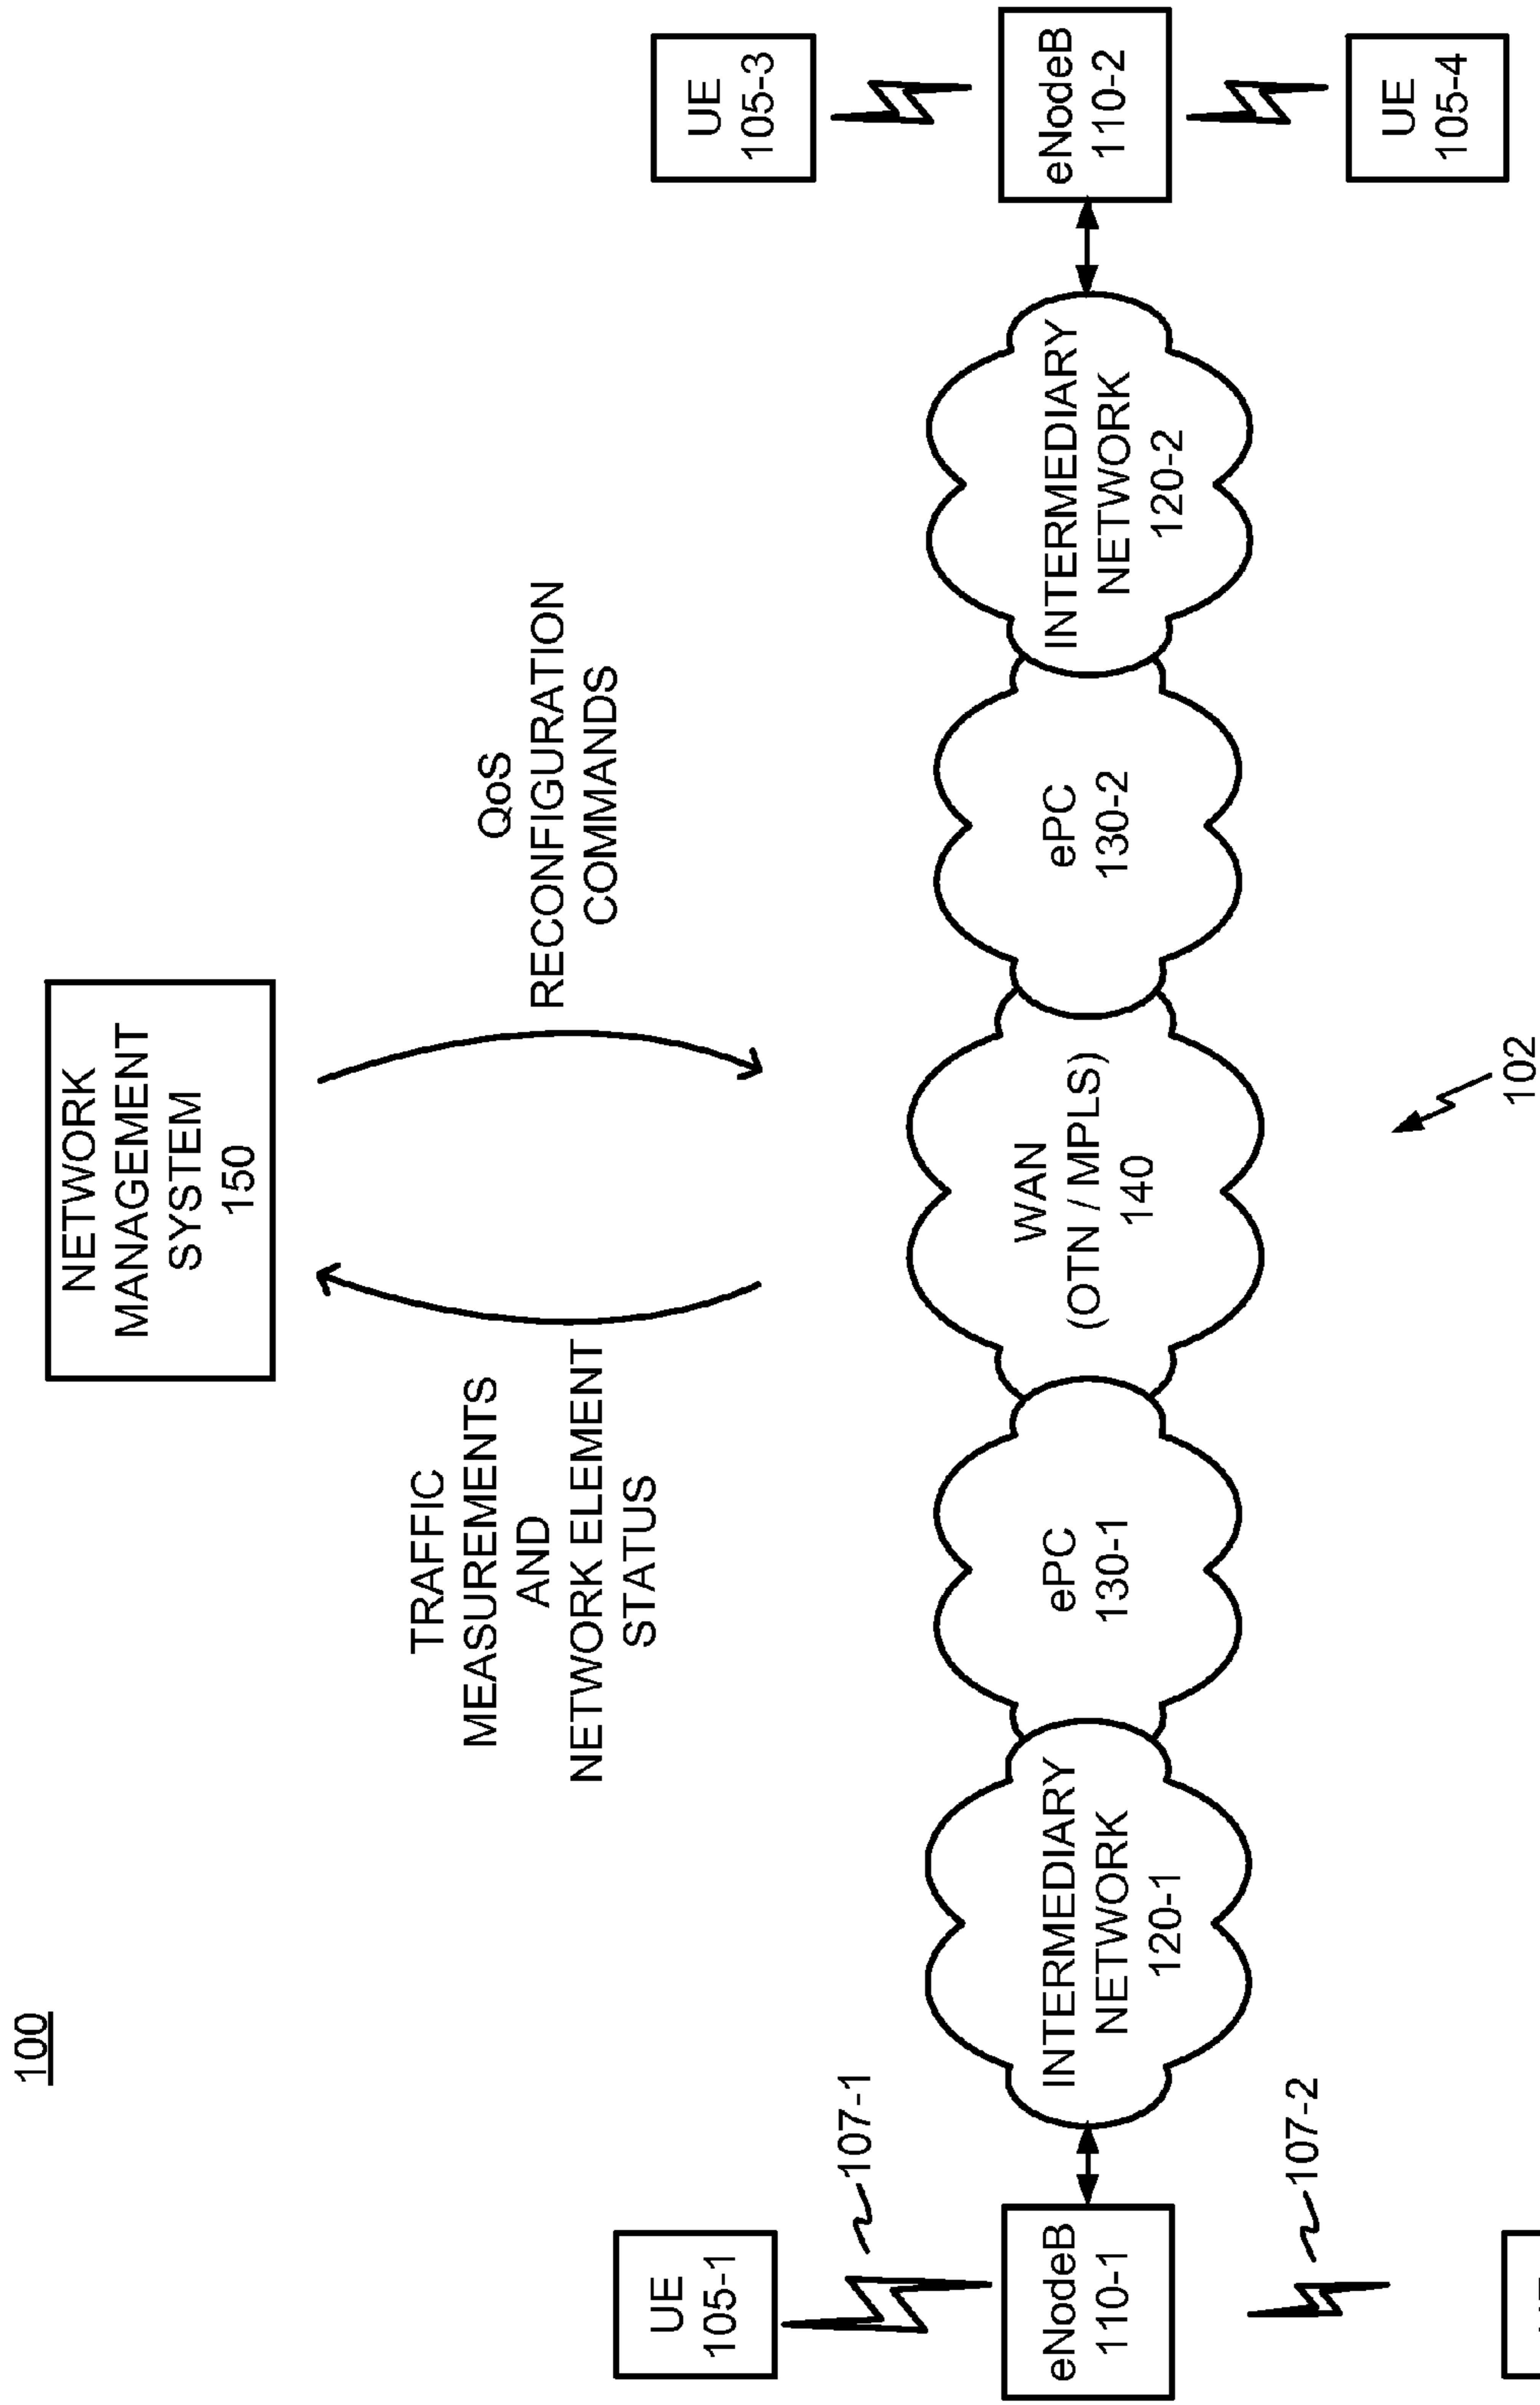 100
NETWORK
MANAGEMENT
SYSTEM
150
TRAFFIC
MEASUREMENTS
AND
NETWORK ELEMENT
STATUS
QoS
RECONFIGURATION
COMMANDS
UE
105-1
107-1
eNodeB
110-1
107-2
INTERMEDIARY
NETWORK
120-1
ePC
130-1
WAN
(OTN / MPLS)
140
ePC
130-2
INTERMEDIARY
NETWORK
120-2
UE
105-3
eNodeB
110-2
UE
105-4
102